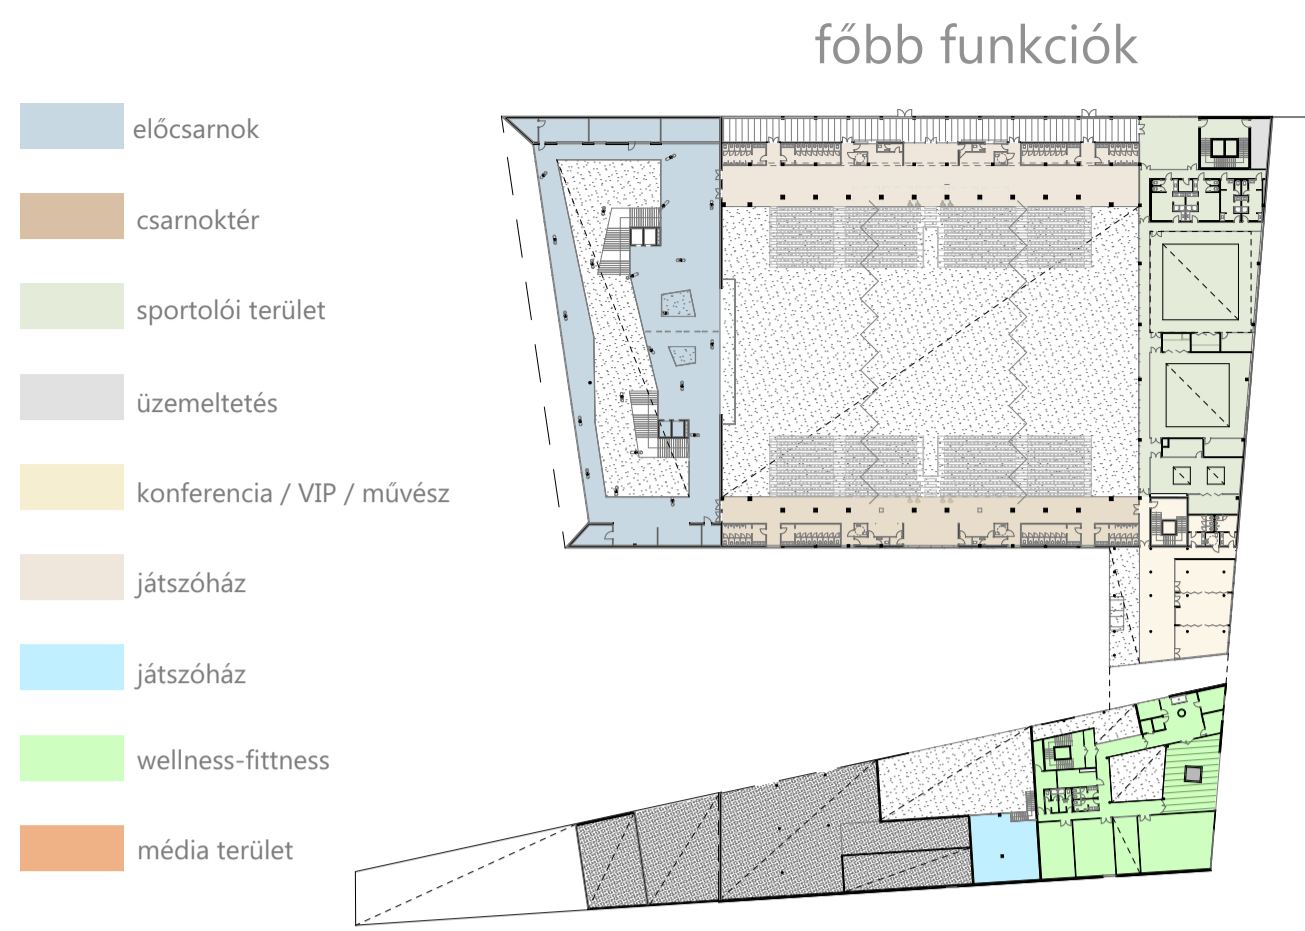 főbb funkciók
előcsarnok
csarnoktér
sportolói terület
üzemeltetés
konferencia / VIP / művész
játszóház
játszóház
wellness-fittness
média terület